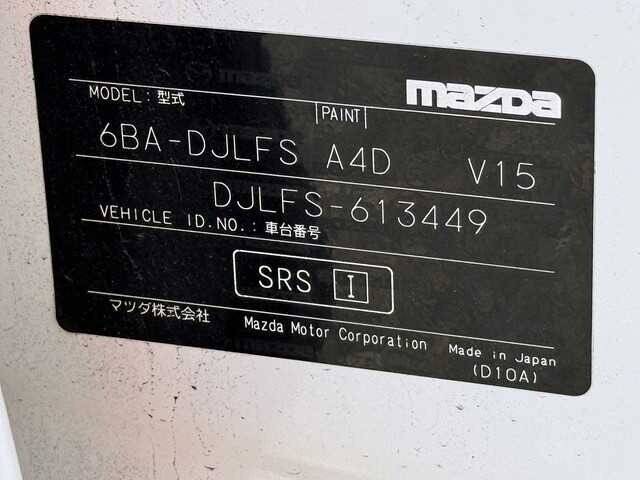 mazda
MODEL：型式 |PAINT|
6BA-DJLFS A4D V15
DJLFS-613449
VEHICLE ID.NO.：車台番号
SRS I
マツダ株式会社 Mazda Motor Corporation Made in Japan
(D10A)